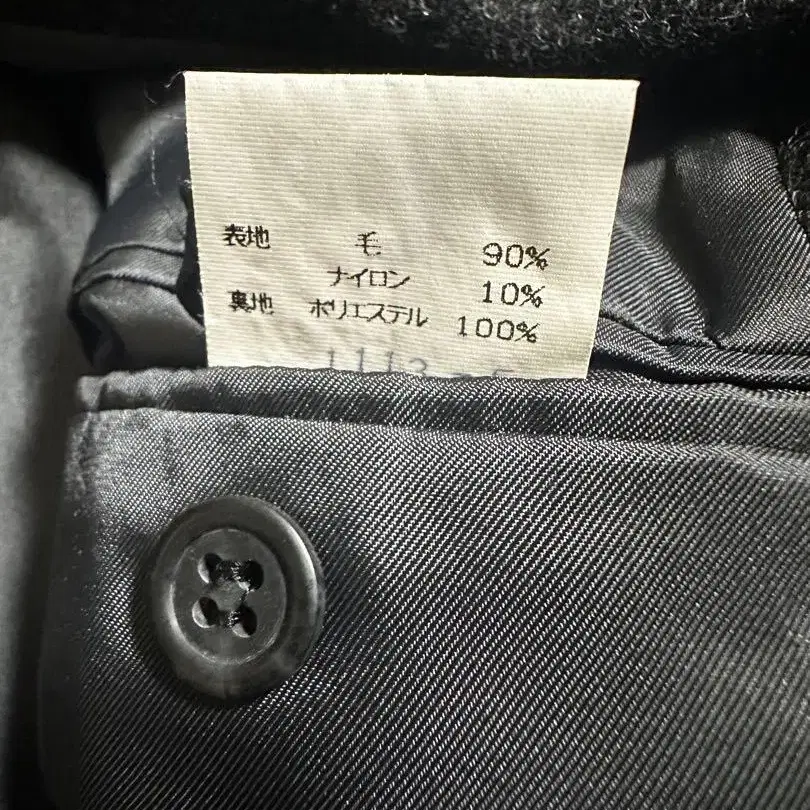 表地 毛 90%
ナイロン 10%
裏地 ポリエステル 100%